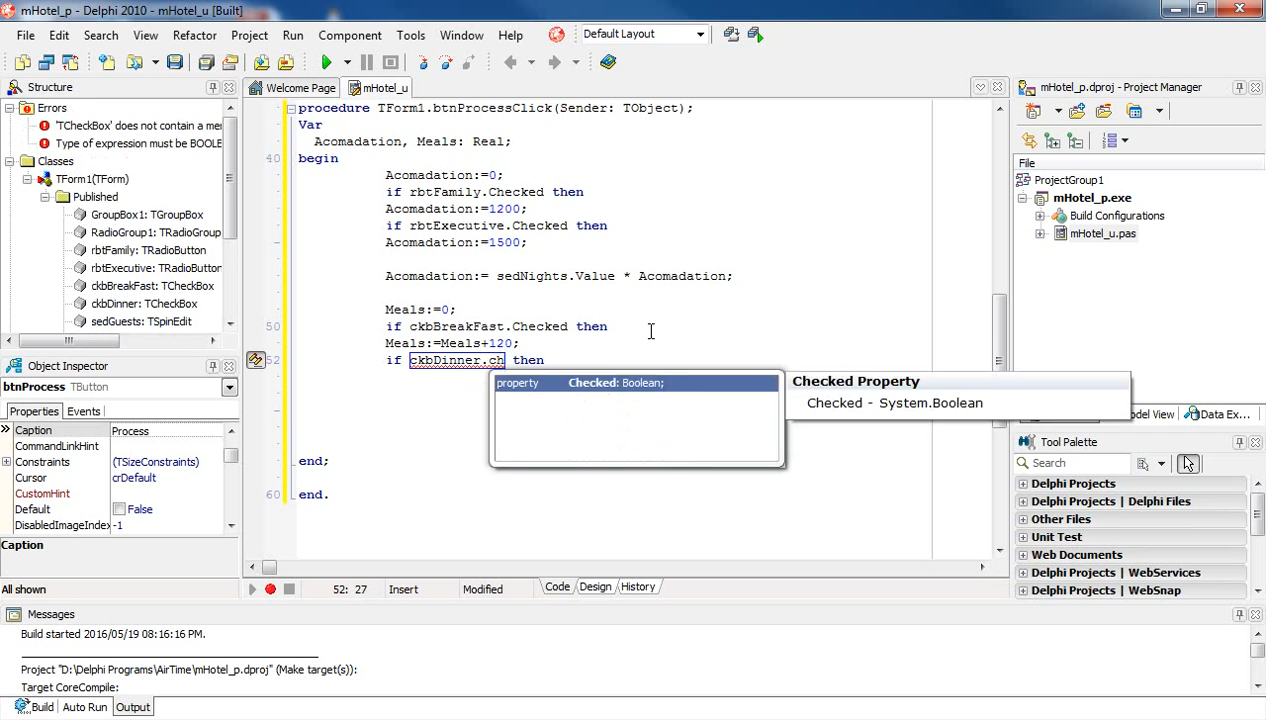 mHotel_p - Delphi 2010 - mHotel_u [Built]
File Edit Search View Refactor Project Run Component Tools Window Help Default Layout
Structure
Errors
'TCheckBox' does not contain a mem
Type of expression must be BOOLE
Classes
TForm1(TForm)
Published
GroupBox1: TGroupBox
RadioGroup1: TRadioGroup
rbtFamily: TRadioButton
rbtExecutive: TRadioButton
ckbBreakFast: TCheckBox
ckbDinner: TCheckBox
sedGuests: TSpinEdit
Object Inspector
btnProcess TButton
Properties Events
Caption Process
CommandLinkHint
Constraints (TSizeConstraints)
Cursor crDefault
CustomHint
Default False
DisabledImageIndex -1
Caption
All shown
Welcome Page mHotel_u
procedure TForm1.btnProcessClick(Sender: TObject);
Var
Acomadation, Meals: Real;
40 begin
Acomadation:=0;
if rbtFamily.Checked then
Acomadation:=1200;
if rbtExecutive.Checked then
Acomadation:=1500;
Acomadation:= sedNights.Value * Acomadation;
Meals:=0;
50 if ckbBreakFast.Checked then
Meals:=Meals+120;
52 if ckbDinner.ch then
property Checked: Boolean;
Checked Property
Checked - System.Boolean
end;
60 end.
52: 27 Insert Modified Code Design History
mHotel_p.dproj - Project Manager
File
ProjectGroup1
mHotel_p.exe
Build Configurations
mHotel_u.pas
del View Data Ex...
Tool Palette
Search
Delphi Projects
Delphi Projects | Delphi Files
Other Files
Unit Test
Web Documents
Delphi Projects | WebServices
Delphi Projects | WebSnap
Messages
Build started 2016/05/19 08:16:16 PM.
Project "D:\Delphi Programs\AirTime\mHotel_p.dproj" (Make target(s)):
Target CoreCompile:
Build Auto Run Output